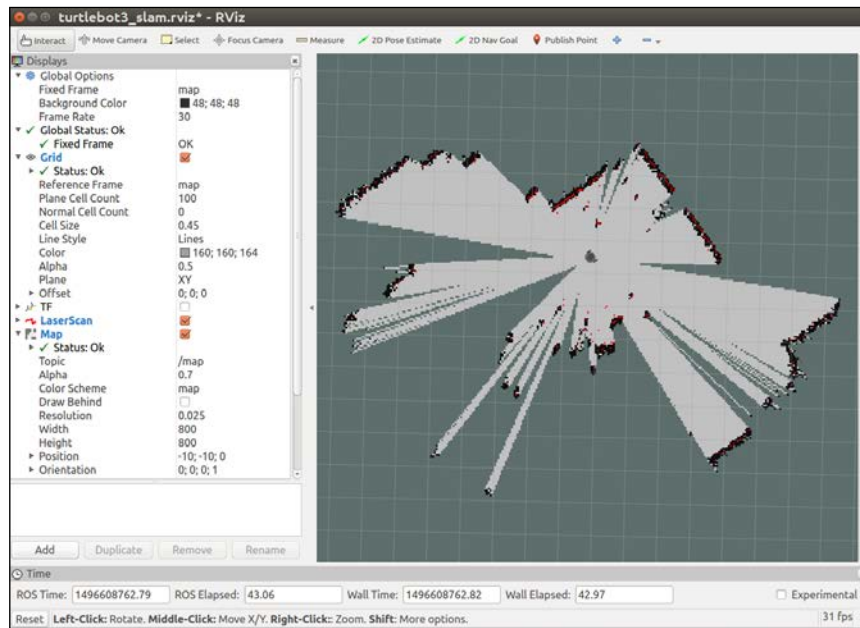 turtlebot3_slam.rviz* - RViz
Interact Move Camera Select Focus Camera Measure 2D Pose Estimate 2D Nav Goal Publish Point
Displays
Global Options
Fixed Frame map
Background Color 48; 48; 48
Frame Rate 30
Global Status: Ok
Fixed Frame OK
Grid
Status: Ok
Reference Frame map
Plane Cell Count 100
Normal Cell Count 0
Cell Size 0.45
Line Style Lines
Color 160; 160; 164
Alpha 0.5
Plane XY
Offset 0; 0; 0
TF
LaserScan
Map
Status: Ok
Topic /map
Alpha 0.7
Color Scheme map
Draw Behind
Resolution 0.025
Width 800
Height 800
Position -10; -10; 0
Orientation 0; 0; 0; 1
Add Duplicate Remove Rename
Time
ROS Time: 1496608762.79 ROS Elapsed: 43.06 Wall Time: 1496608762.82 Wall Elapsed: 42.97 Experimental
Reset Left-Click: Rotate. Middle-Click: Move X/Y. Right-Click:: Zoom. Shift: More options. 31 fps